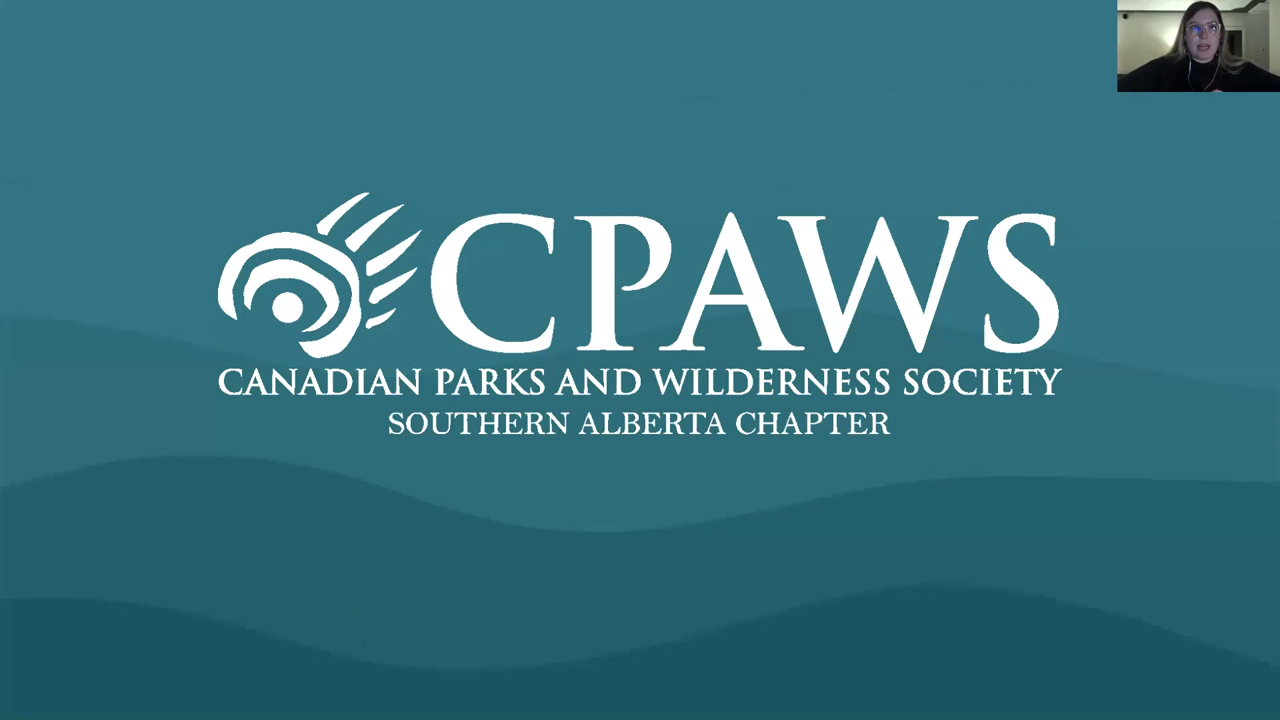 CPAWS
CANADIAN PARKS AND WILDERNESS SOCIETY
SOUTHERN ALBERTA CHAPTER